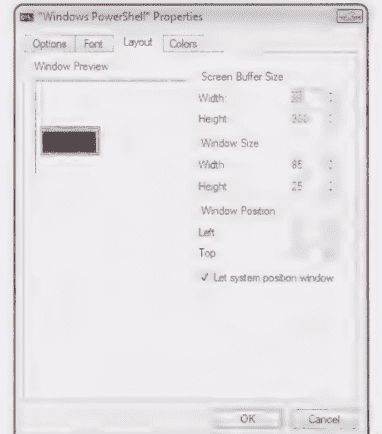 "Windows PowerShell" Properties
Options Font Layout Colors
Window Preview
Screen Buffer Size
Width:
Height
Window Size
Width 85
Height 25
Window Position
Left
Top
✓ Let system position window
OK Cancel